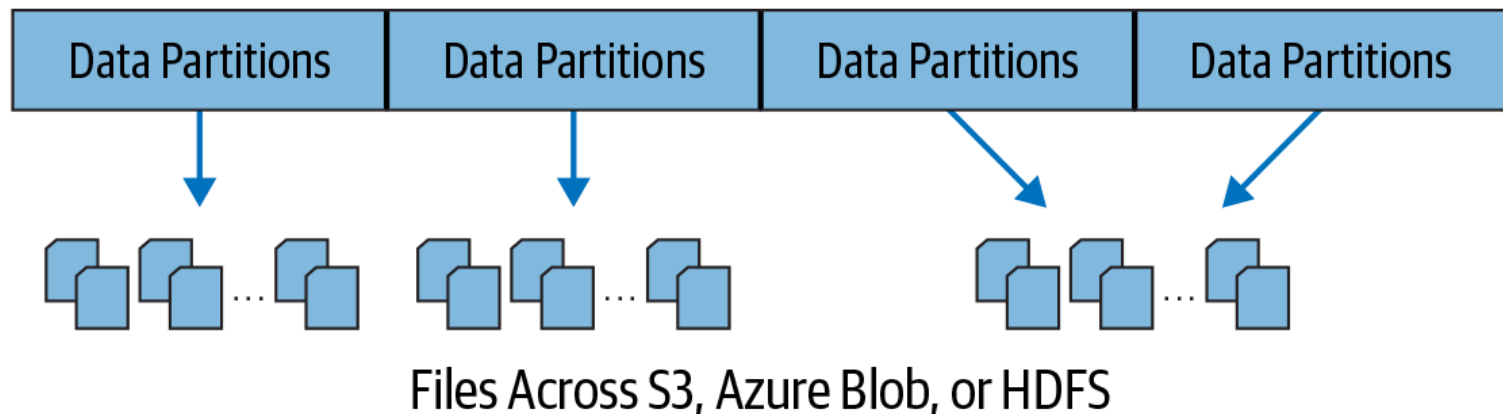 Data Partitions Data Partitions Data Partitions Data Partitions
... ... ...
Files Across S3, Azure Blob, or HDFS